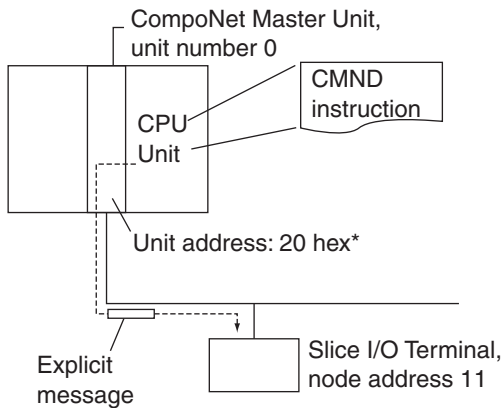 CompoNet Master Unit,
unit number 0
CMND
instruction
CPU
Unit
Unit address: 20 hex*
Explicit
message
Slice I/O Terminal,
node address 11